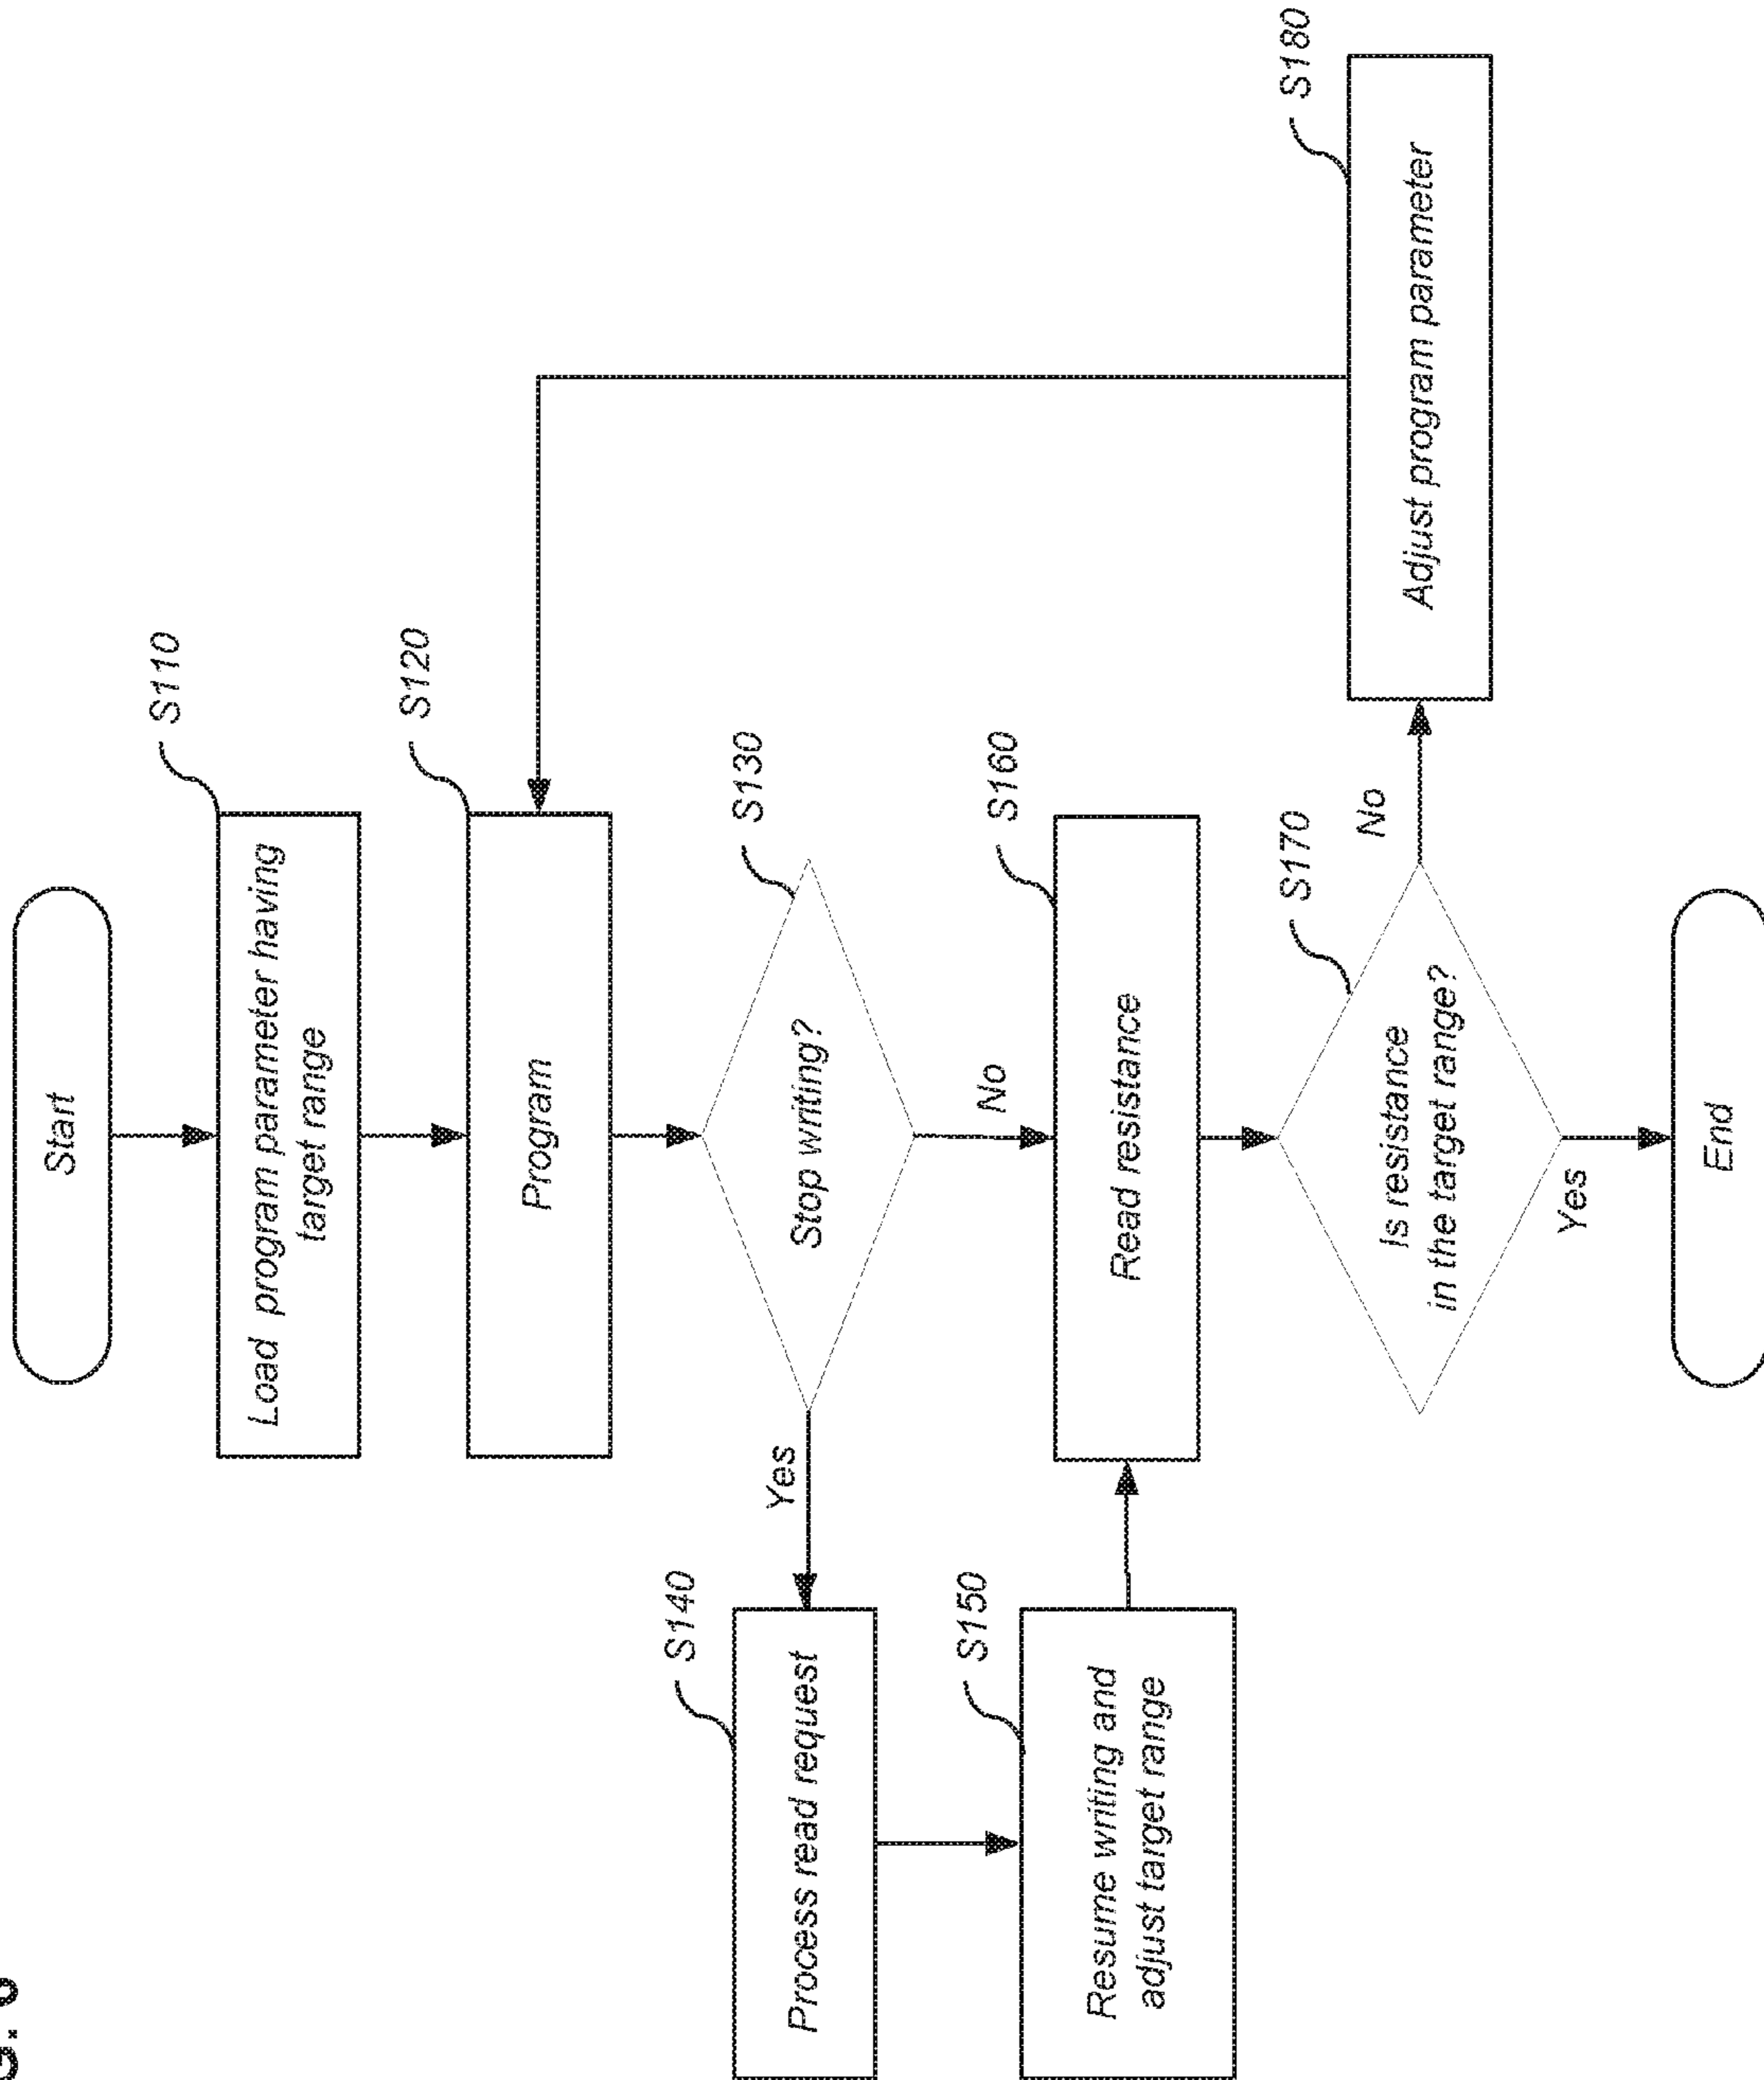 Start
S110
Load program parameter having
target range
S120
Program
S130
Stop writing?
Yes
No
S140
Process read request
S150
Resume writing and
adjust target range
S160
Read resistance
S170
Is resistance
in the target range?
No
Yes
S180
Adjust program parameter
End